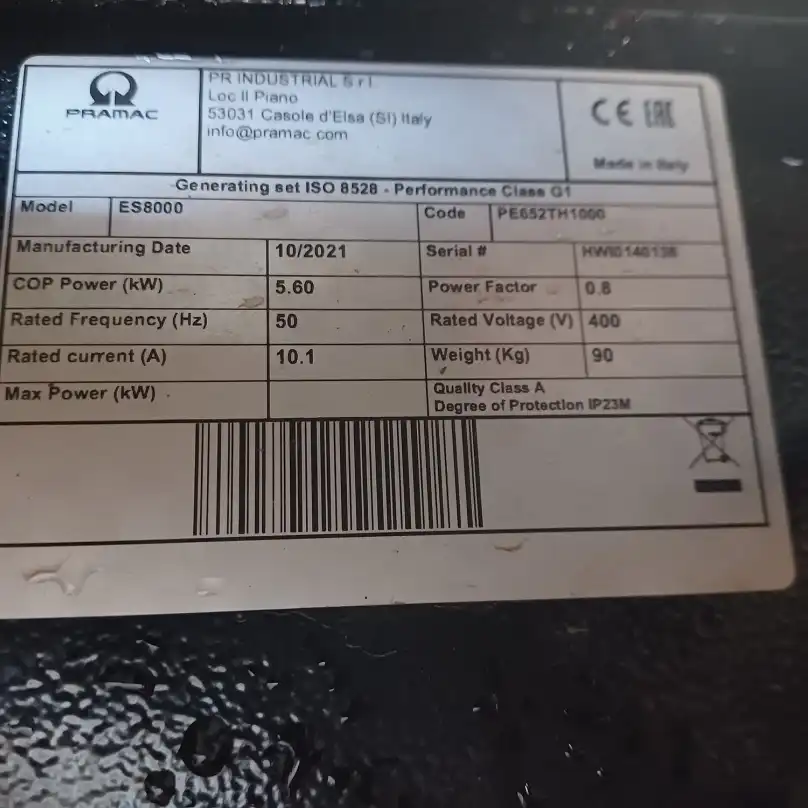 PRAMAC
PR INDUSTRIAL S r l
Loc Il Piano
53031 Casole d'Elsa (SI) Italy
info@pramac com
CE EAC
Made in Italy
Generating set ISO 8528 - Performance Class G1
Model ES8000 Code PE652TH1000
Manufacturing Date 10/2021 Serial #
COP Power (kW) 5.60 Power Factor 0.8
Rated Frequency (Hz) 50 Rated Voltage (V) 400
Rated current (A) 10.1 Weight (Kg) 90
Max Power (kW) Quality Class A
Degree of Protection IP23M